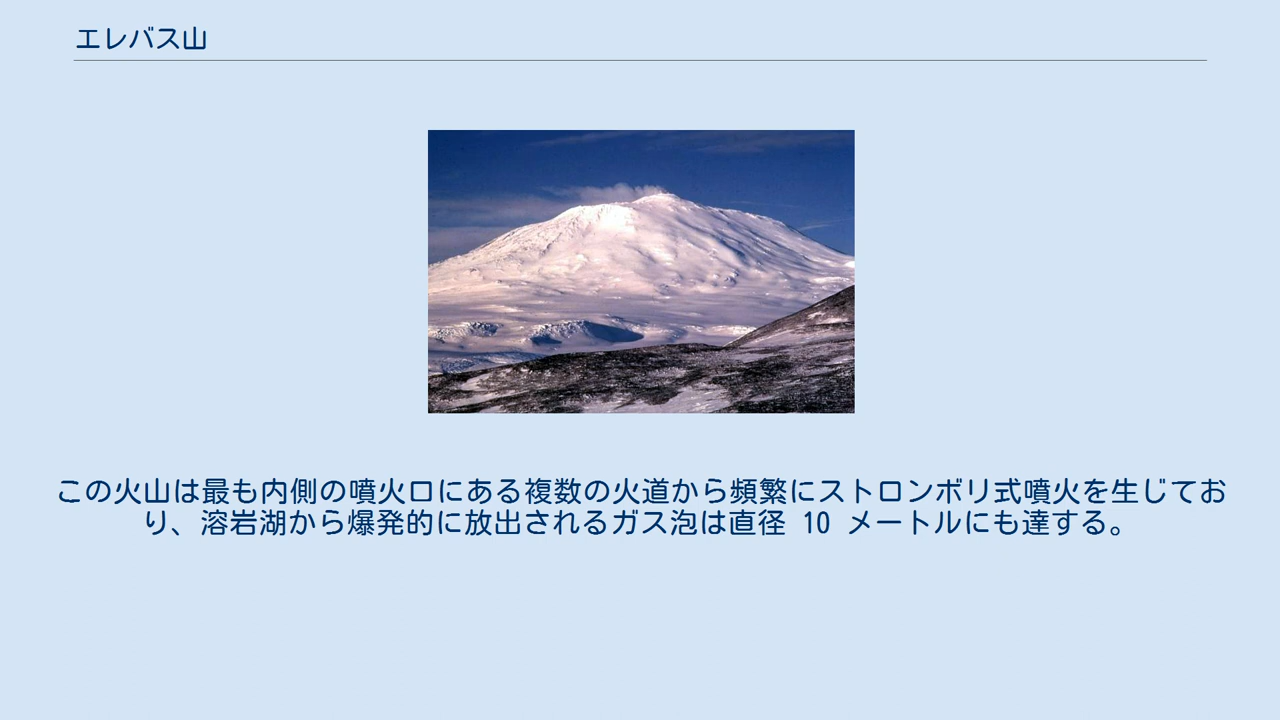 エレバス山
この火山は最も内側の噴火口にある複数の火道から頻繁にストロンボリ式噴火を生じてお
り、溶岩湖から爆発的に放出されるガス泡は直径 10 メートルにも達する。